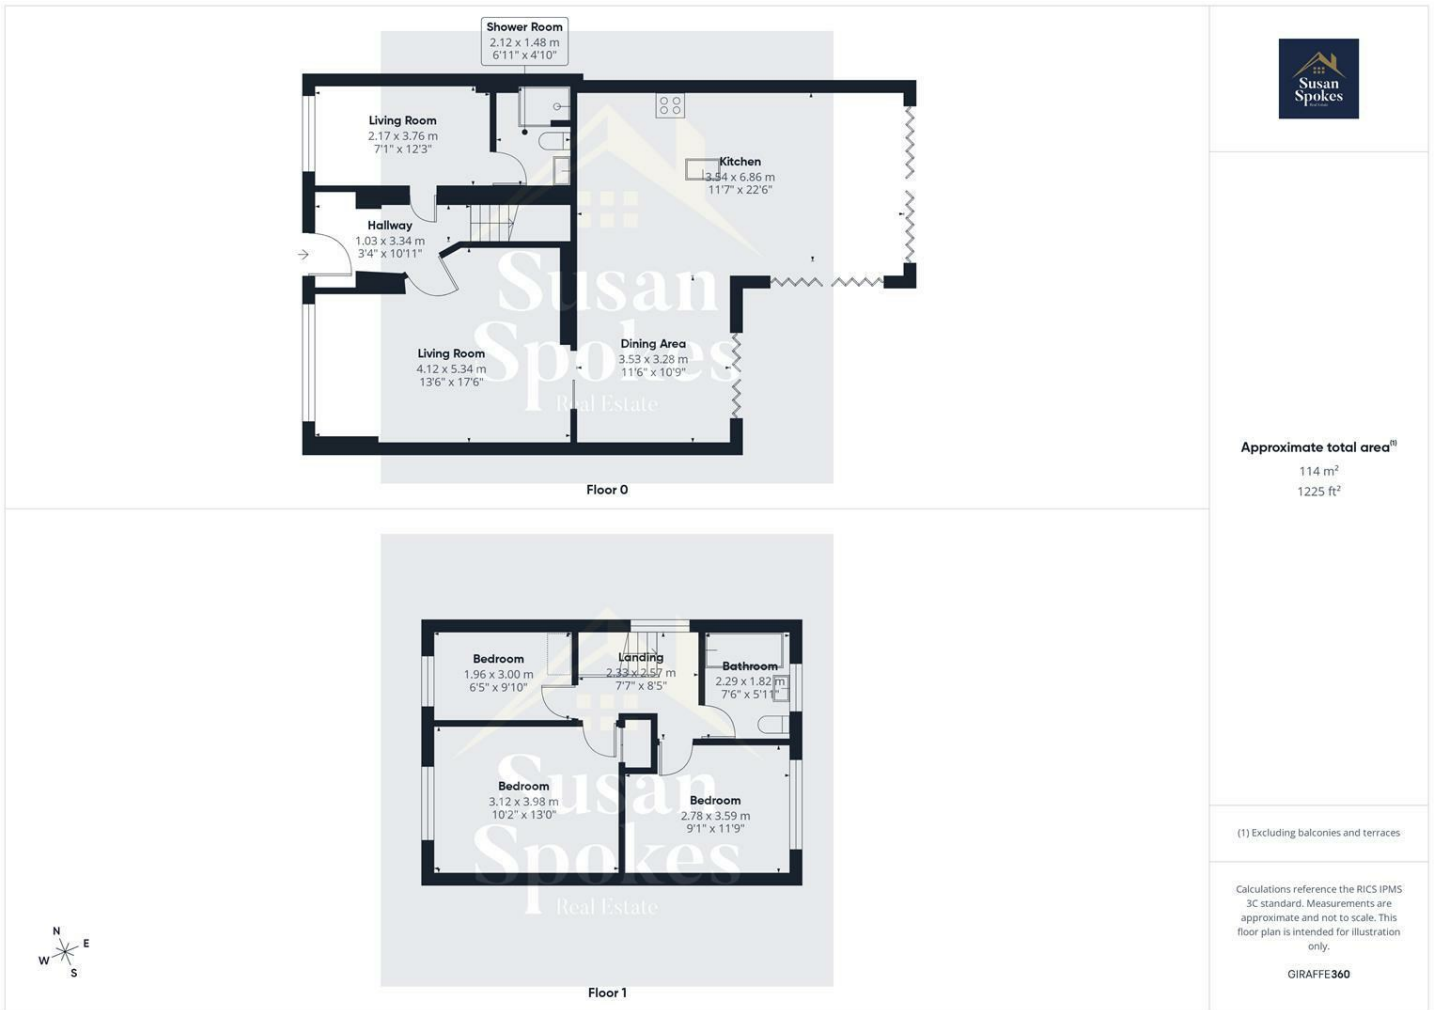 Shower Room
2.12 x 1.48 m
6'11" x 4'10"
Living Room
2.17 x 3.76 m
7'1" x 12'3"
Kitchen
3.54 x 6.86 m
11'7" x 22'6"
Hallway
1.03 x 3.34 m
3'4" x 10'11"
Living Room
4.12 x 5.34 m
13'6" x 17'6"
Dining Area
3.53 x 3.28 m
11'6" x 10'9"
Susan
Spokes
Real Estate
Floor 0
Bedroom
1.96 x 3.00 m
6'5" x 9'10"
Landing
2.33 x 2.57 m
7'7" x 8'5"
Bathroom
2.29 x 1.82 m
7'6" x 5'11"
Bedroom
3.12 x 3.98 m
10'2" x 13'0"
Bedroom
2.78 x 3.59 m
9'1" x 11'9"
Susan
Spokes
Real Estate
Floor 1
N
E
W
S
Susan
Spokes
Real Estate
Approximate total area(1)
114 m²
1225 ft²
(1) Excluding balconies and terraces
Calculations reference the RICS IPMS
3C standard. Measurements are
approximate and not to scale. This
floor plan is intended for illustration
only.
GIRAFFE360